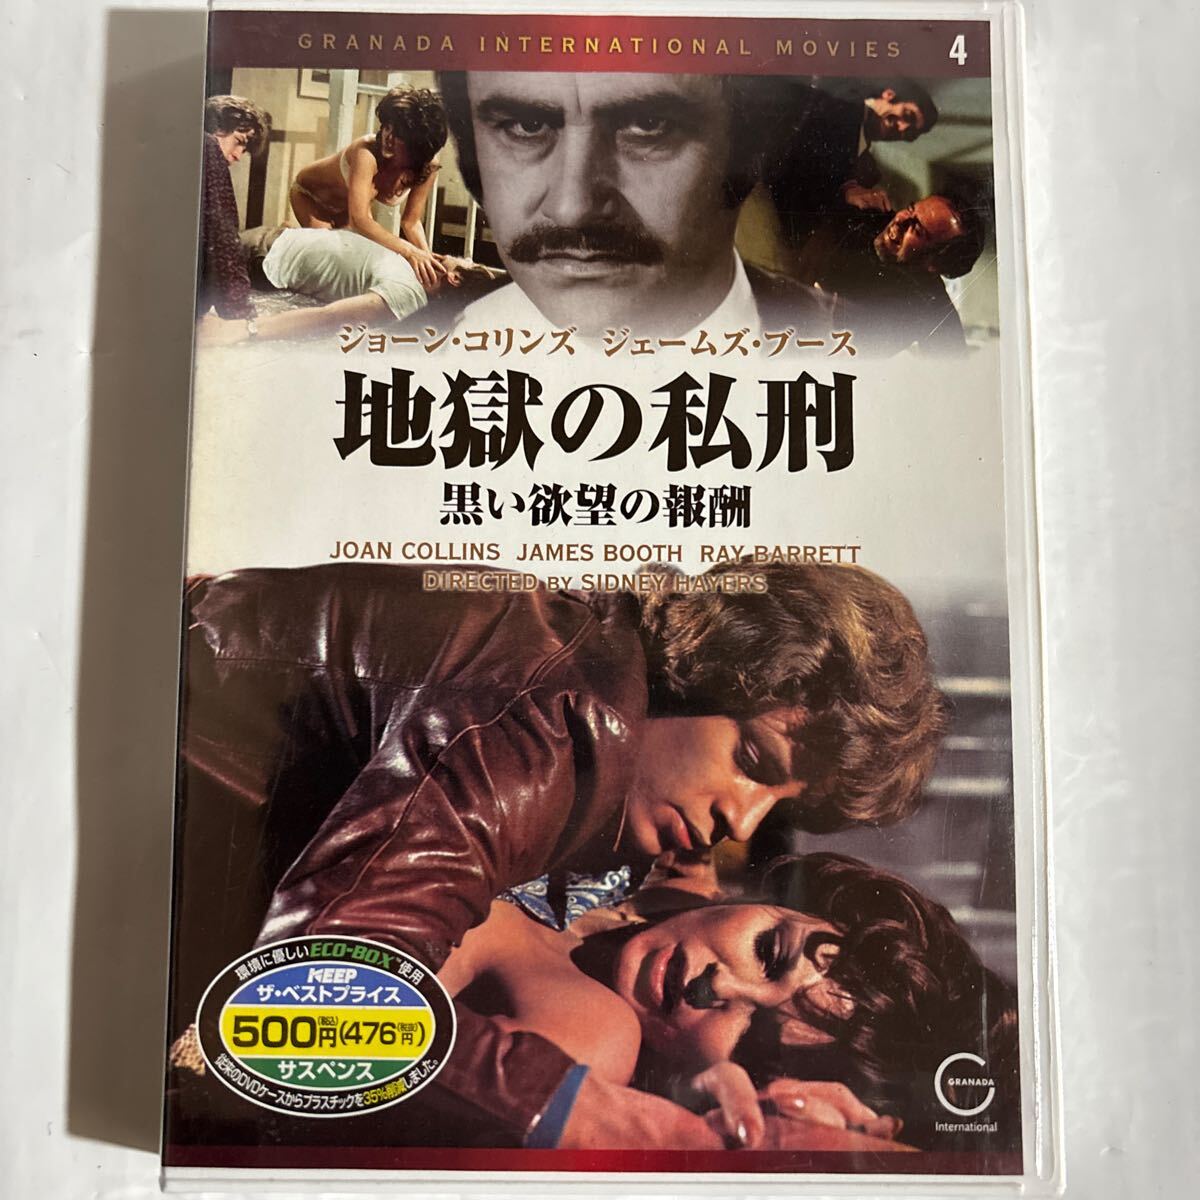 GRANADA INTERNATIONAL MOVIES 4
ジョーン・コリンズ ジェームズ・ブース
地獄の私刑
黒い欲望の報酬
JOAN COLLINS JAMES BOOTH RAY BARRETT
DIRECTED BY SIDNEY HAYERS
環境に優しいECO-BOX™使用
KEEP
ザ・ベストプライス
500円(税込)(476円(税抜))
サスペンス
従来のDVDケースからプラスチックを35%削減しました。
GRANADA
International